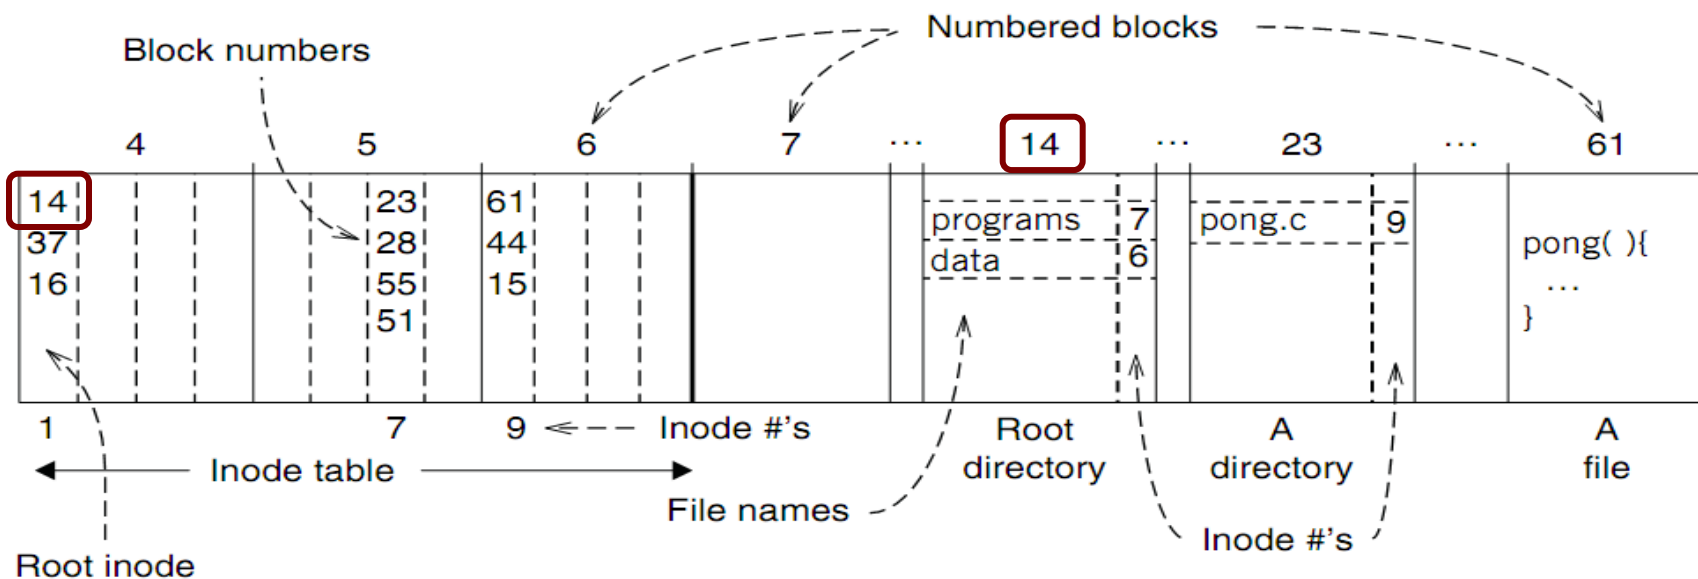 Numbered blocks
Block numbers
4 5 6 7 ... 14 ... 23 ... 61
14 23 61
programs 7 pong.c 9
37 28 44
pong( ){
data 6
16 55 15
...
51
}
1 7 9 Inode #'s Root A A
Inode table directory directory file
File names
Inode #'s
Root inode